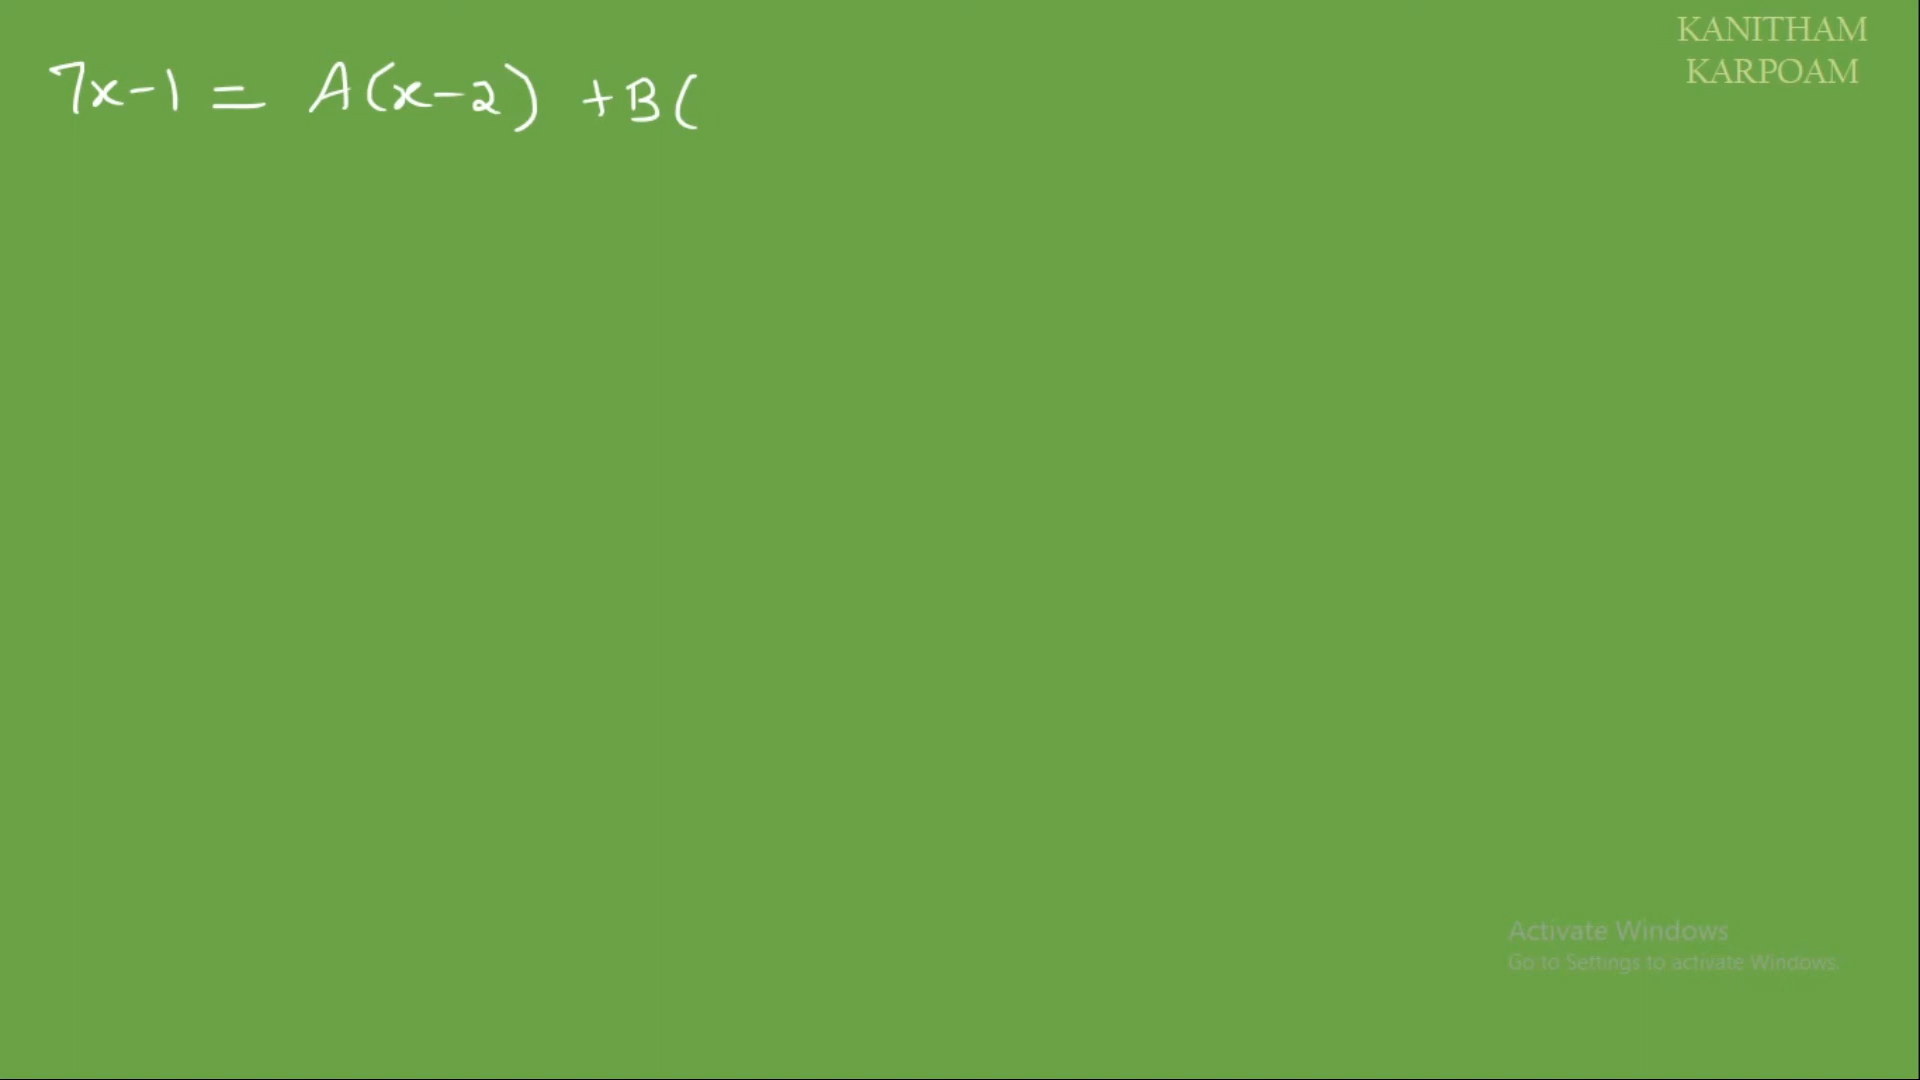 7x-1 = A(x-2) +B(
KANITHAM
KARPOAM
Activate Windows
Go to Settings to activate Windows.